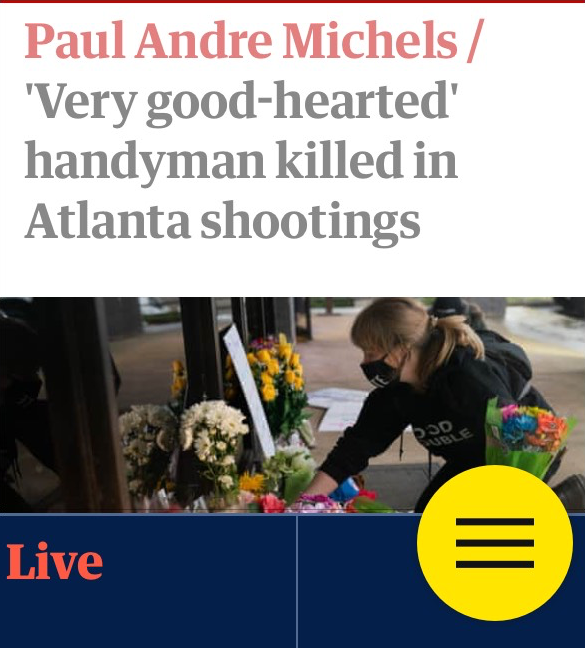 Paul Andre Michels /
'Very good-hearted'
handyman killed in
Atlanta shootings
Live